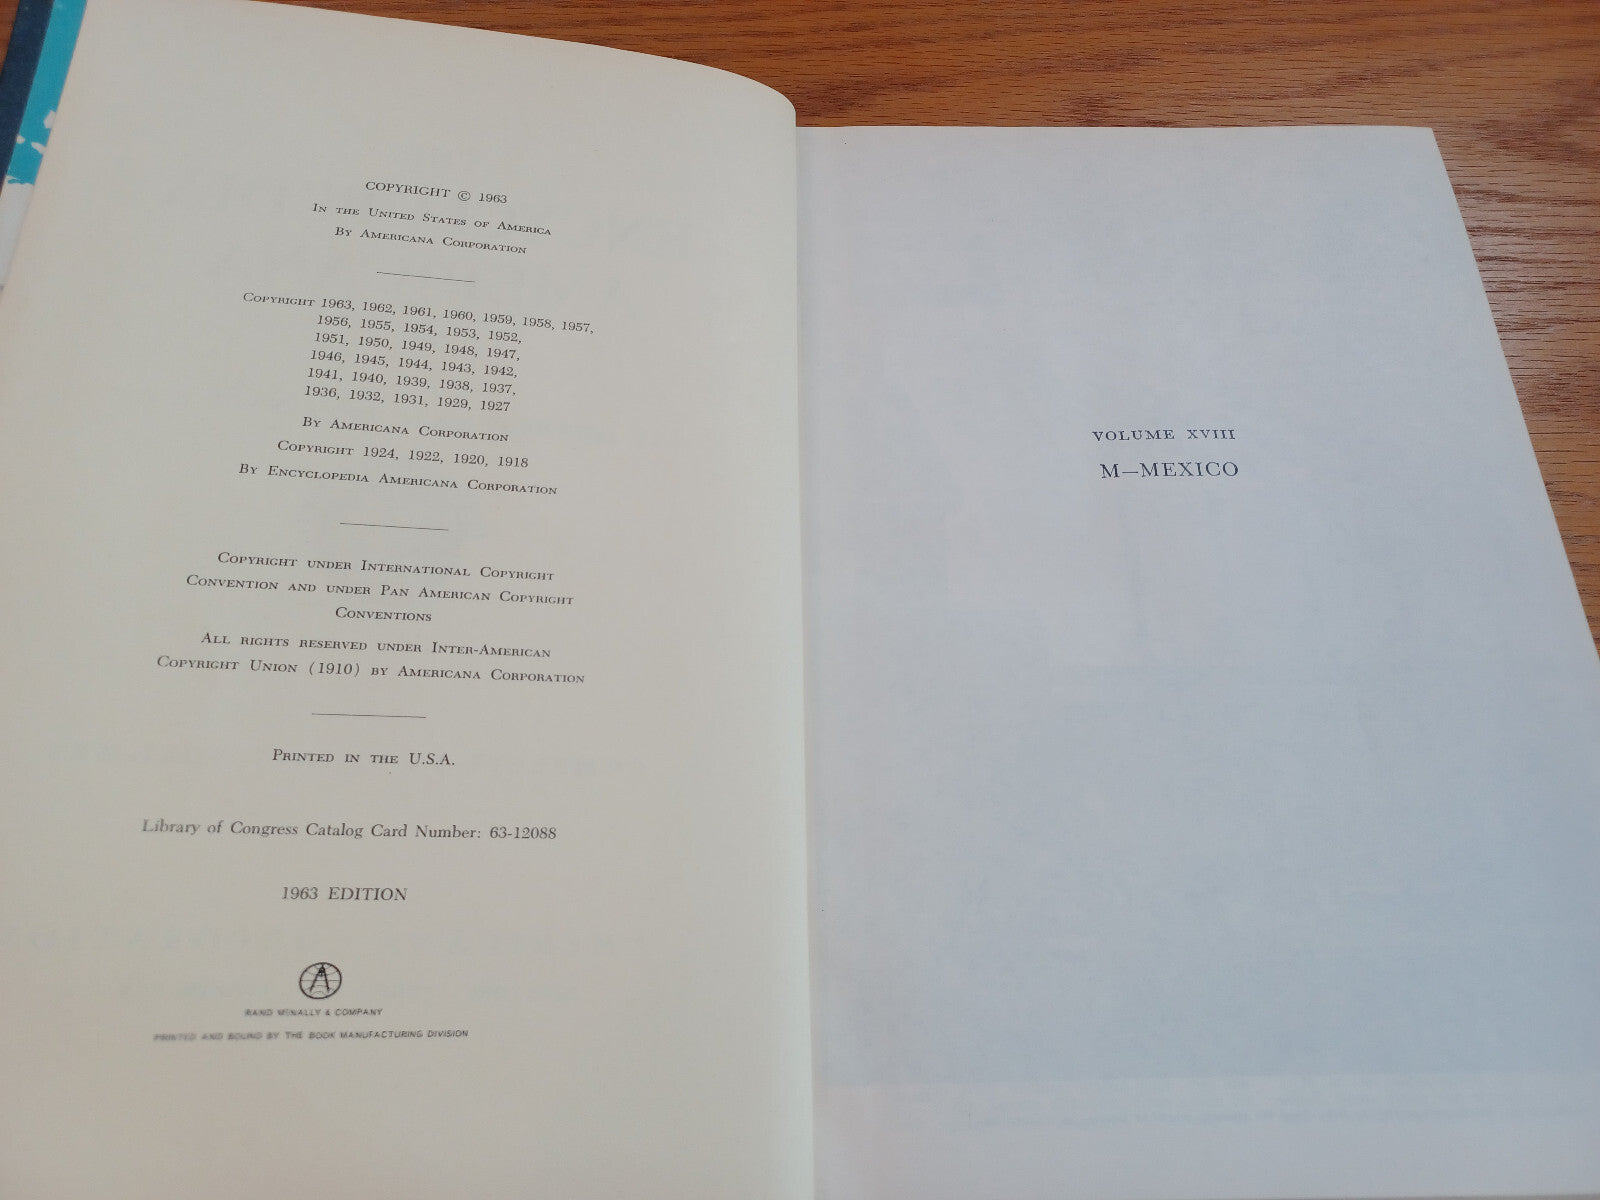 COPYRIGHT © 1963
IN THE UNITED STATES OF AMERICA
BY AMERICANA CORPORATION
COPYRIGHT 1963, 1962, 1961, 1960, 1959, 1958, 1957,
1956, 1955, 1954, 1953, 1952,
1951, 1950, 1949, 1948, 1947,
1946, 1945, 1944, 1943, 1942,
1941, 1940, 1939, 1938, 1937,
1936, 1932, 1931, 1929, 1927
BY AMERICANA CORPORATION
COPYRIGHT 1924, 1922, 1920, 1918
BY ENCYCLOPEDIA AMERICANA CORPORATION
COPYRIGHT UNDER INTERNATIONAL COPYRIGHT
CONVENTION AND UNDER PAN AMERICAN COPYRIGHT
CONVENTIONS
ALL RIGHTS RESERVED UNDER INTER-AMERICAN
COPYRIGHT UNION (1910) BY AMERICANA CORPORATION
PRINTED IN THE U.S.A.
Library of Congress Catalog Card Number: 63-12088
1963 EDITION
RAND MCNALLY & COMPANY
PRINTED AND BOUND BY THE BOOK MANUFACTURING DIVISION
VOLUME XVIII
M—MEXICO